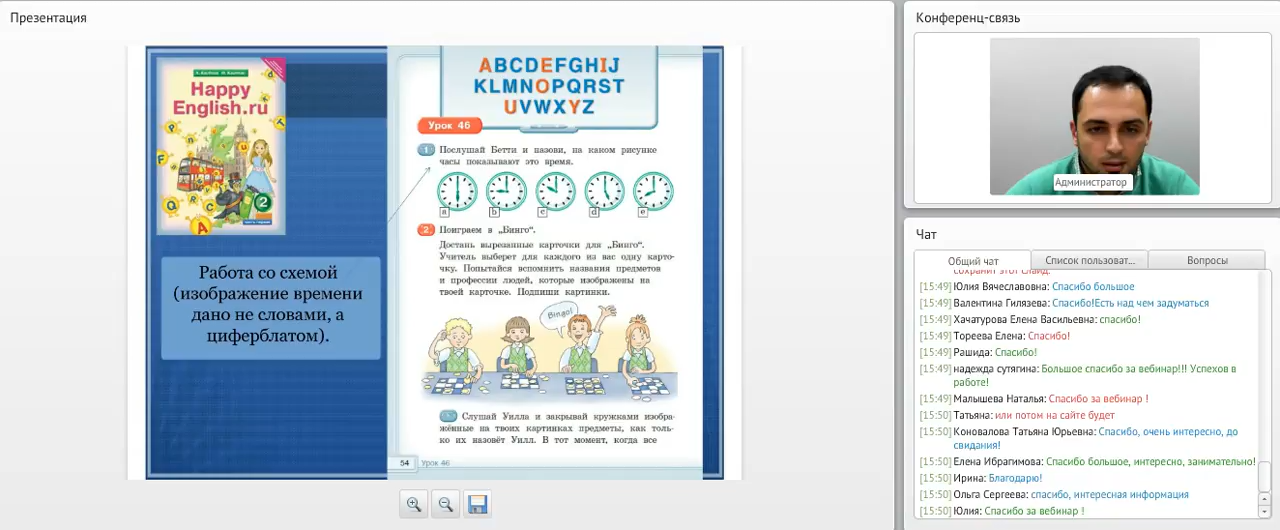 Презентация
Happy
English.ru
2
Работа со схемой
(изображение времени
дано не словами, а
циферблатом).
ABCDEFGHIJ
KLMNOPQRST
UVWXYZ
Урок 46
1 Послушай Бетти и назови, на каком рисунке
часы показывают это время.
a b c d e
2 Поиграем в „Бинго“.
Достань вырезанные карточки для „Бинго“.
Учитель выберет для каждого из вас одну карто-
чку. Попытайся вспомнить названия предметов
и профессии людей, которые изображены на
твоей карточке. Подпиши картинки.
Bingo!
Слушай Уилла и закрывай кружками изобра-
жённые на твоих картинках предметы, как толь-
ко их назовёт Уилл. В тот момент, когда все
54 Урок 46
Конференц-связь
Администратор
Чат
Общий чат
Список пользоват...
Вопросы
сохранит этот слайд.
[15:49] Юлия Вячеславовна: Спасибо большое
[15:49] Валентина Гилязева: Спасибо!Есть над чем задуматься
[15:49] Хачатурова Елена Васильевна: спасибо!
[15:49] Тореева Елена: Спасибо!
[15:49] Рашида: Спасибо!
[15:49] надежда сутягина: Большое спасибо за вебинар!!! Успехов в
работе!
[15:49] Малышева Наталья: Спасибо за вебинар !
[15:50] Татьяна: или потом на сайте будет
[15:50] Коновалова Татьяна Юрьевна: Спасибо, очень интересно, до
свидания!
[15:50] Елена Ибрагимова: Спасибо большое, интересно, занимательно!
[15:50] Ирина: Благодарю!
[15:50] Ольга Сергеева: спасибо, интересная информация
[15:50] Юлия: Спасибо за вебинар !